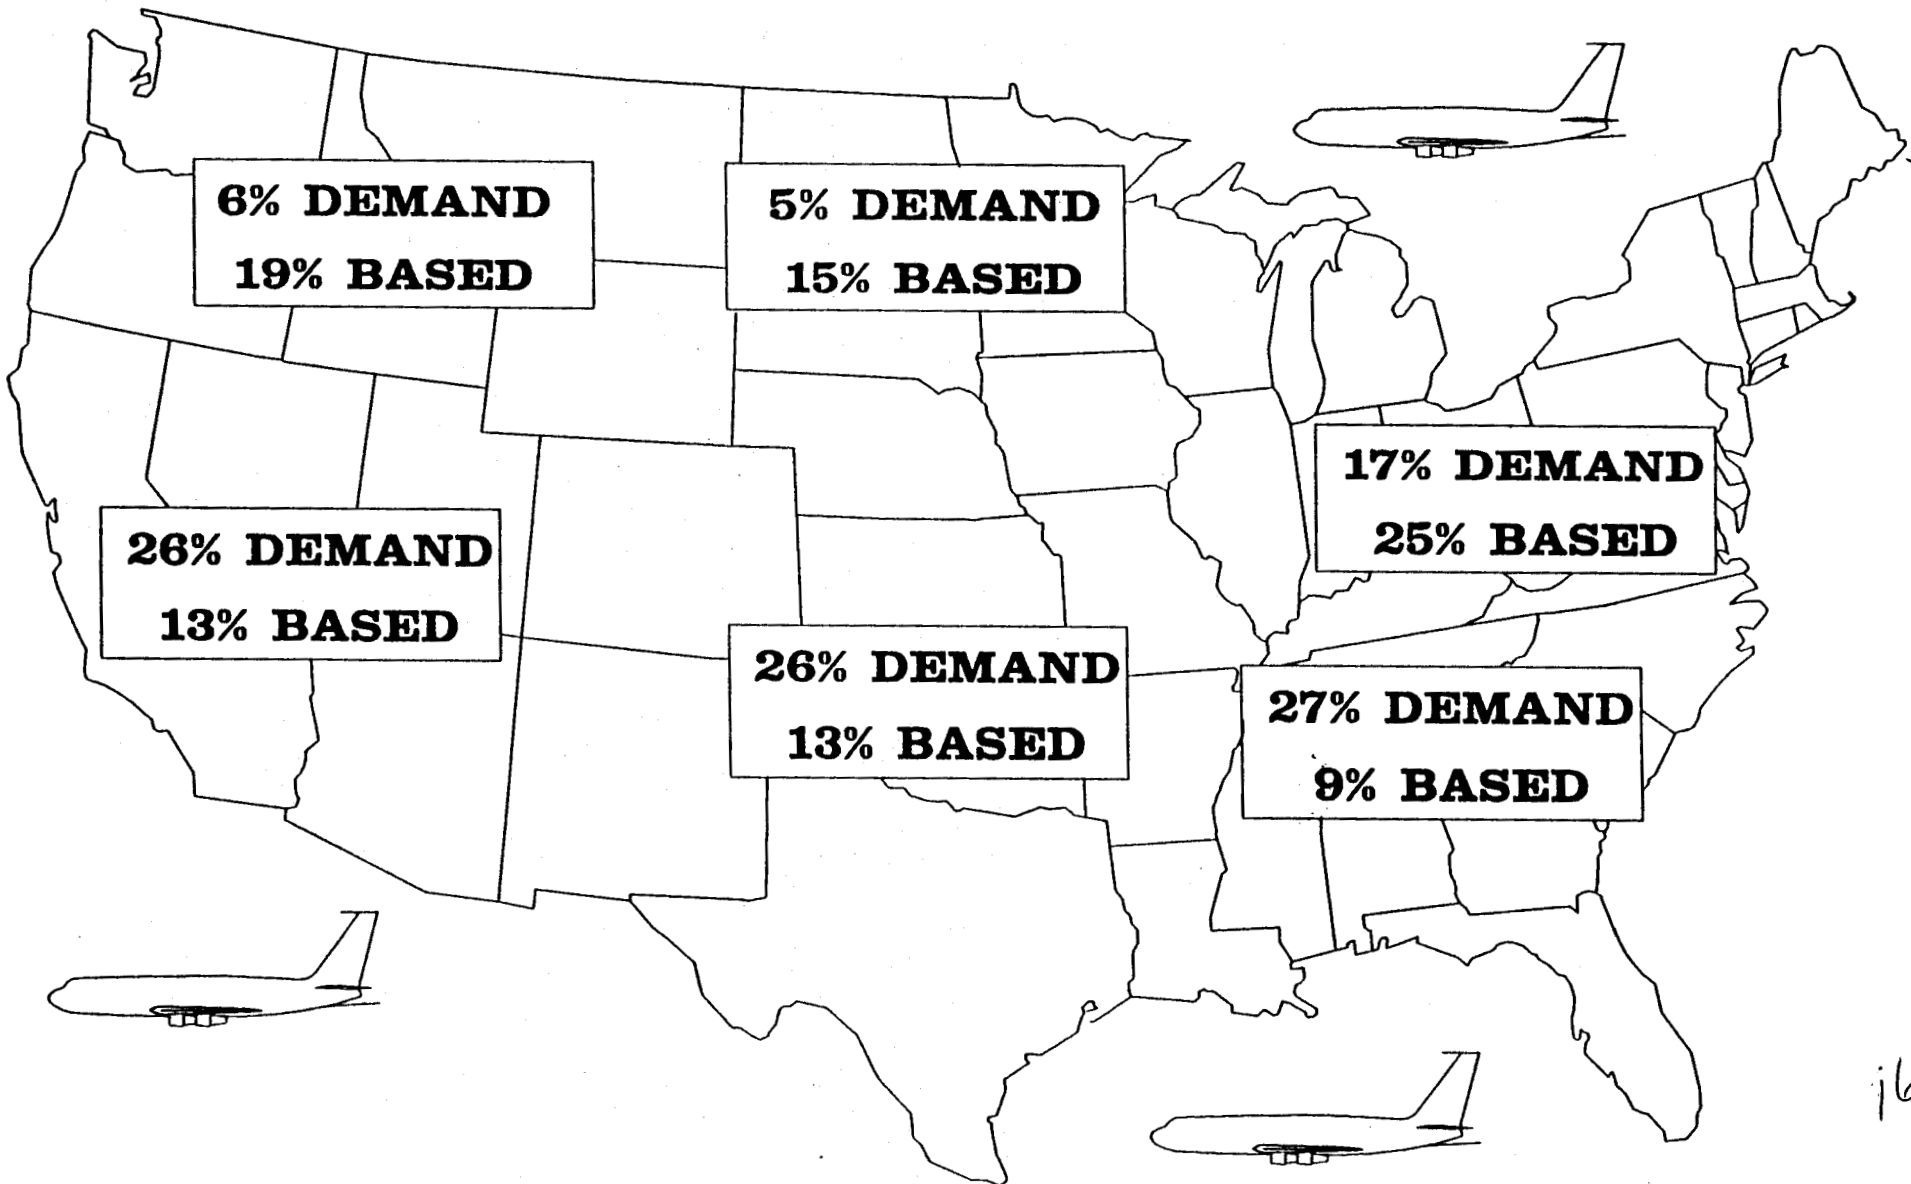 6% DEMAND
19% BASED
5% DEMAND
15% BASED
17% DEMAND
25% BASED
26% DEMAND
13% BASED
26% DEMAND
13% BASED
27% DEMAND
9% BASED